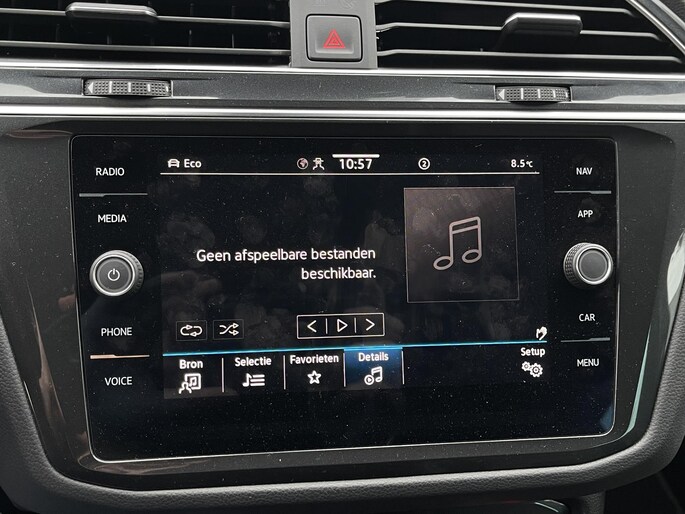 RADIO
MEDIA
PHONE
VOICE
Eco
10:57
2
8.5°C
Geen afspeelbare bestanden
beschikbaar.
Bron
Selectie
Favorieten
Details
Setup
NAV
APP
CAR
MENU